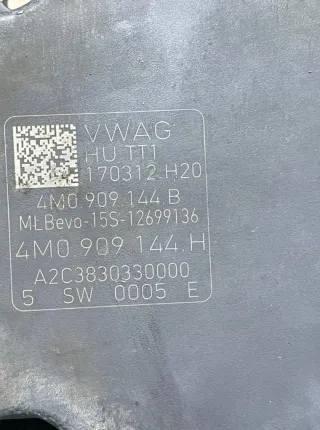 VWAG
HU TT1
170312 H20
4M0 909 144.B
MLBevo-15S-12699136
4M0.909 144.H
A2C3830330000
5 SW 0005 E